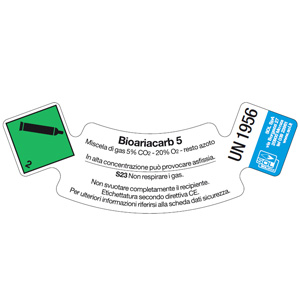 Bioariacarb 5
Miscela di gas 5% CO2 - 20% O2 - resto azoto
In alta concentrazione può provocare asfissia.
S23 Non respirare i gas.
Non svuotare completamente il recipiente.
Etichettatura secondo direttiva CE.
Per ulteriori informazioni riferirsi alla scheda dati sicurezza.
2
UN 1956